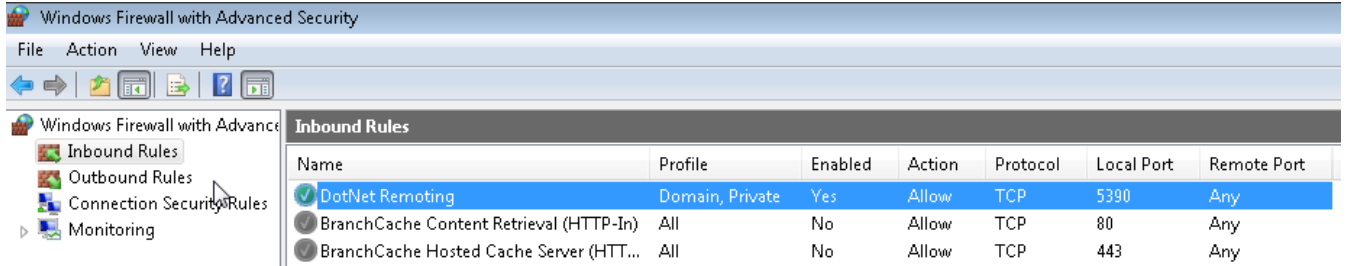 Windows Firewall with Advanced Security
File Action View Help
Windows Firewall with Advance
Inbound Rules
Outbound Rules
Connection Security Rules
Monitoring
Inbound Rules
Name Profile Enabled Action Protocol Local Port Remote Port
DotNet Remoting Domain, Private Yes Allow TCP 5390 Any
BranchCache Content Retrieval (HTTP-In) All No Allow TCP 80 Any
BranchCache Hosted Cache Server (HTT... All No Allow TCP 443 Any